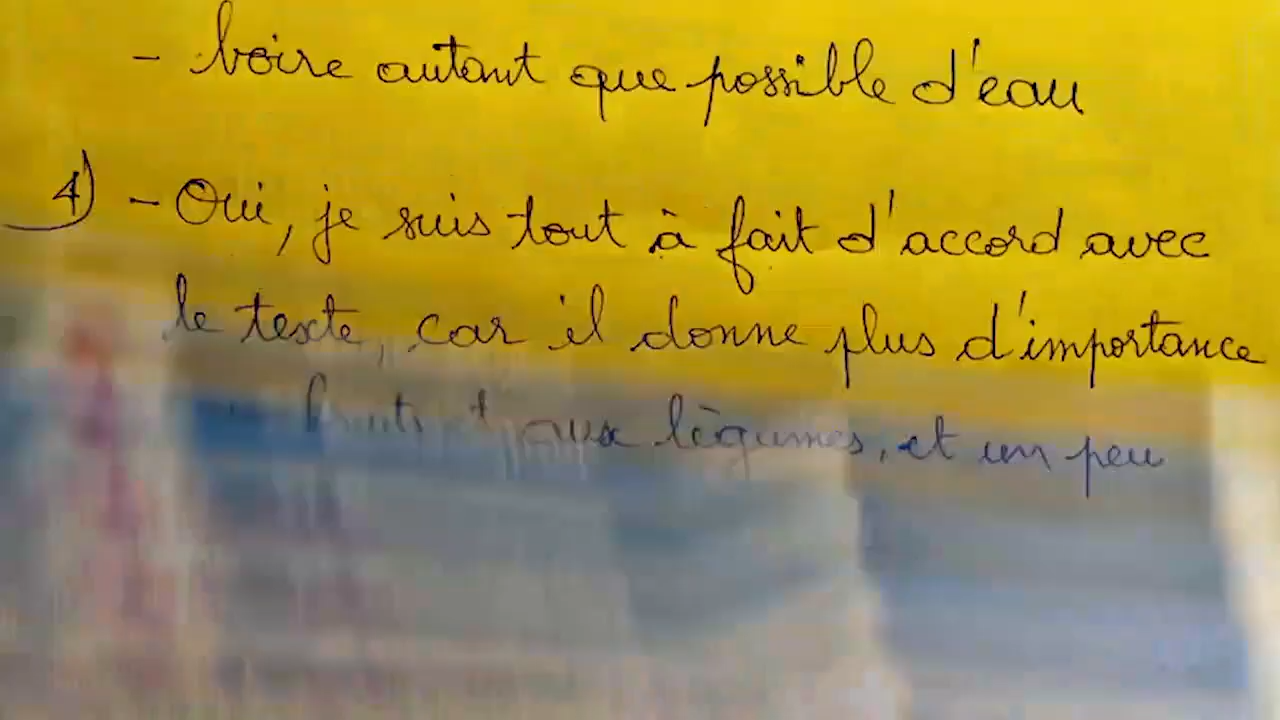 - boire autant que possible d'eau
4) - Oui, je suis tout à fait d'accord avec
le texte, car il donne plus d'importance
aux légumes, et un peu